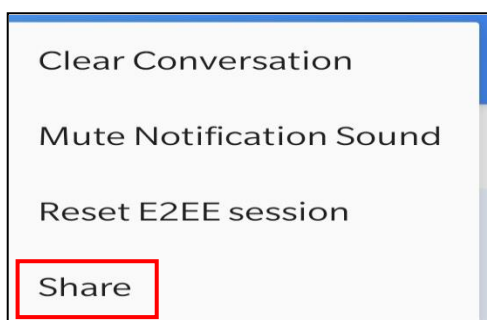 Clear Conversation
Mute Notification Sound
Reset E2EE session
Share